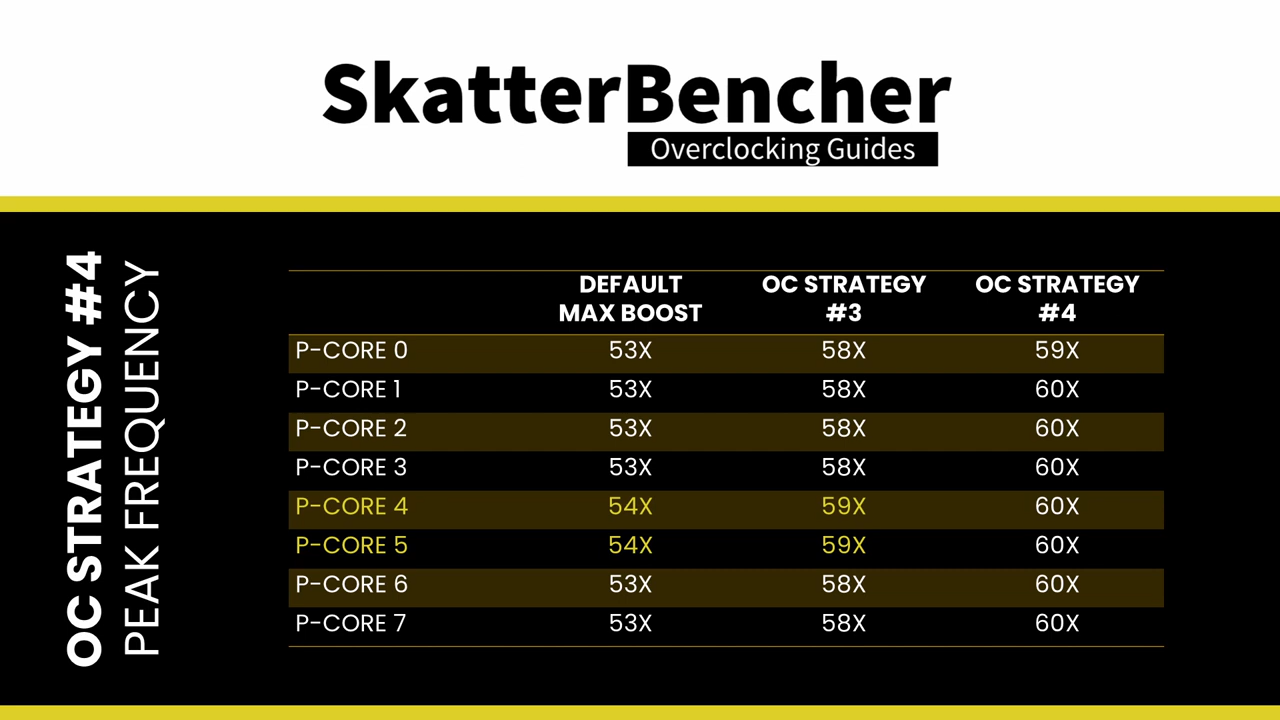 SkatterBencher
Overclocking Guides
OC STRATEGY #4
PEAK FREQUENCY
DEFAULT MAX BOOST OC STRATEGY #3 OC STRATEGY #4
P-CORE 0 53X 58X 59X
P-CORE 1 53X 58X 60X
P-CORE 2 53X 58X 60X
P-CORE 3 53X 58X 60X
P-CORE 4 54X 59X 60X
P-CORE 5 54X 59X 60X
P-CORE 6 53X 58X 60X
P-CORE 7 53X 58X 60X